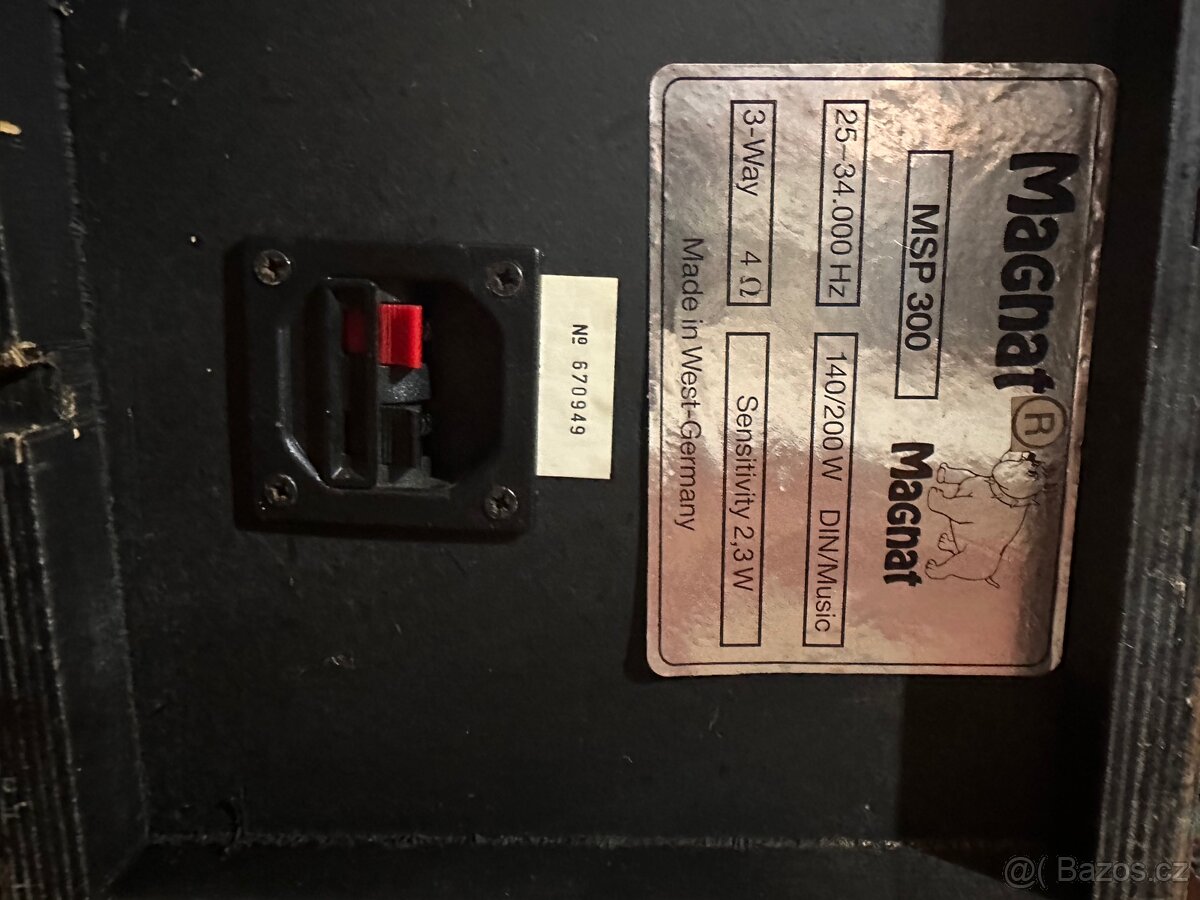 Magnat®
MSP 300
Magnat
25-34.000 Hz
140/200 W DIN/Music
3-Way 4 Ω
Sensitivity 2,3 W
Made in West-Germany
№ 670949
@( Bazos.cz